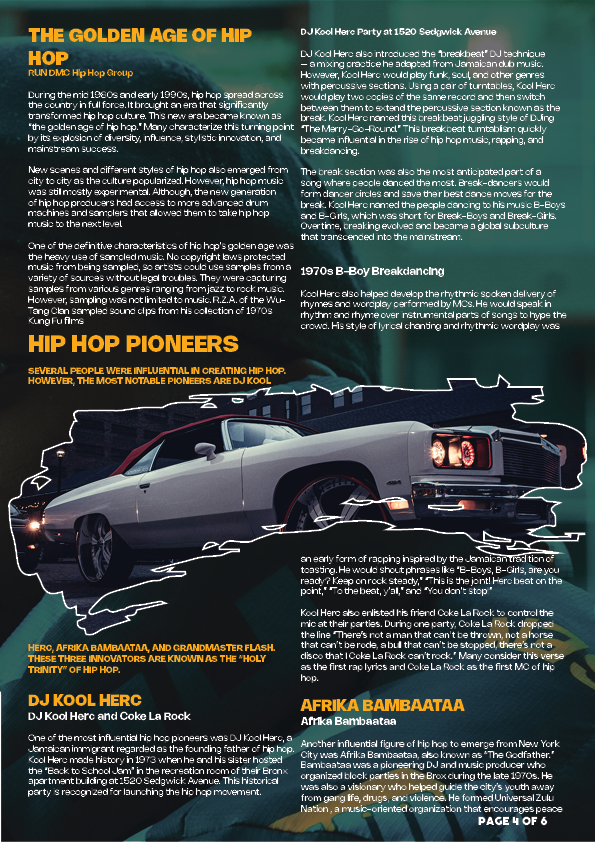 THE GOLDEN AGE OF HIP
HOP
RUN DMC Hip Hop Group
During the mid 1980s and early 1990s, hip hop spread across
the country in full force. It brought an era that significantly
transformed hip hop culture. This new era became known as
"the golden age of hip hop." Many characterize this turning point
by its explosion of diversity, influence, stylistic innovation, and
mainstream success.
New scenes and different styles of hip hop also emerged from
city to city as the culture popularized. However, hip hop music
was still mostly experimental. Although, the new generation
of hip hop producers had access to more advanced drum
machines and samplers that allowed them to take hip hop
music to the next level.
One of the definitive characteristics of hip hop's golden age was
the heavy use of sampled music. No copyright laws protected
music from being sampled, so artists could use samples from a
variety of sources without legal troubles. They were capturing
samples from various genres ranging from jazz to rock music.
However, sampling was not limited to music. R.Z.A. of the Wu-
Tang Clan sampled sound clips from his collection of 1970s
Kung Fu films
HIP HOP PIONEERS
SEVERAL PEOPLE WERE INFLUENTIAL IN CREATING HIP HOP.
HOWEVER, THE MOST NOTABLE PIONEERS ARE DJ KOOL
HERC, AFRIKA BAMBAATAA, AND GRANDMASTER FLASH.
THESE THREE INNOVATORS ARE KNOWN AS THE "HOLY
TRINITY" OF HIP HOP.
DJ KOOL HERC
DJ Kool Herc and Coke La Rock
One of the most influential hip hop pioneers was DJ Kool Herc, a
Jamaican immigrant regarded as the founding father of hip hop.
Kool Herc made history in 1973 when he and his sister hosted
the "Back to School Jam" in the recreation room of their Bronx
apartment building at 1520 Sedgwick Avenue. This historical
party is recognized for launching the hip hop movement.
DJ Kool Herc Party at 1520 Sedgwick Avenue
DJ Kool Herc also introduced the "breakbeat" DJ technique
— a mixing practice he adapted from Jamaican dub music.
However, Kool Herc would play funk, soul, and other genres
with percussive sections. Using a pair of turntables, Kool Herc
would play two copies of the same record and then switch
between them to extend the percussive section known as the
break. Kool Herc named this breakbeat juggling style of DJing
"The Merry-Go-Round." This breakbeat turntablism quickly
became influential in the rise of hip hop music, rapping, and
breakdancing.
The break section was also the most anticipated part of a
song where people danced the most. Break-dancers would
form dancer circles and save their best dance moves for the
break. Kool Herc named the people dancing to his music B-Boys
and B-Girls, which was short for Break-Boys and Break-Girls.
Overtime, breaking evolved and became a global subculture
that transcended into the mainstream.
1970s B-Boy Breakdancing
Kool Herc also helped develop the rhythmic spoken delivery of
rhymes and wordplay performed by MCs. He would speak in
rhythm and rhyme over instrumental parts of songs to hype the
crowd. His style of lyrical chanting and rhythmic wordplay was
an early form of rapping inspired by the Jamaican tradition of
toasting. He would shout phrases like "B-Boys, B-Girls, are you
ready? Keep on rock steady," "This is the joint! Herc beat on the
point," "To the beat, y'all," and "You don't stop!"
Kool Herc also enlisted his friend Coke La Rock to control the
mic at their parties. During one party, Coke La Rock dropped
the line "There's not a man that can't be thrown, not a horse
that can't be rode, a bull that can't be stopped, there's not a
disco that I Coke La Rock can't rock." Many consider this verse
as the first rap lyrics and Coke La Rock as the first MC of hip
hop.
AFRIKA BAMBAATAA
Afrika Bambaataa
Another influential figure of hip hop to emerge from New York
City was Afrika Bambaataa, also known as "The Godfather."
Bambaataas was a pioneering DJ and music producer who
organized block parties in the Brox during the late 1970s. He
was also a visionary who helped guide the city's youth away
from gang life, drugs, and violence. He formed Universal Zulu
Nation , a music-oriented organization that encourages peace
PAGE 4 OF 6